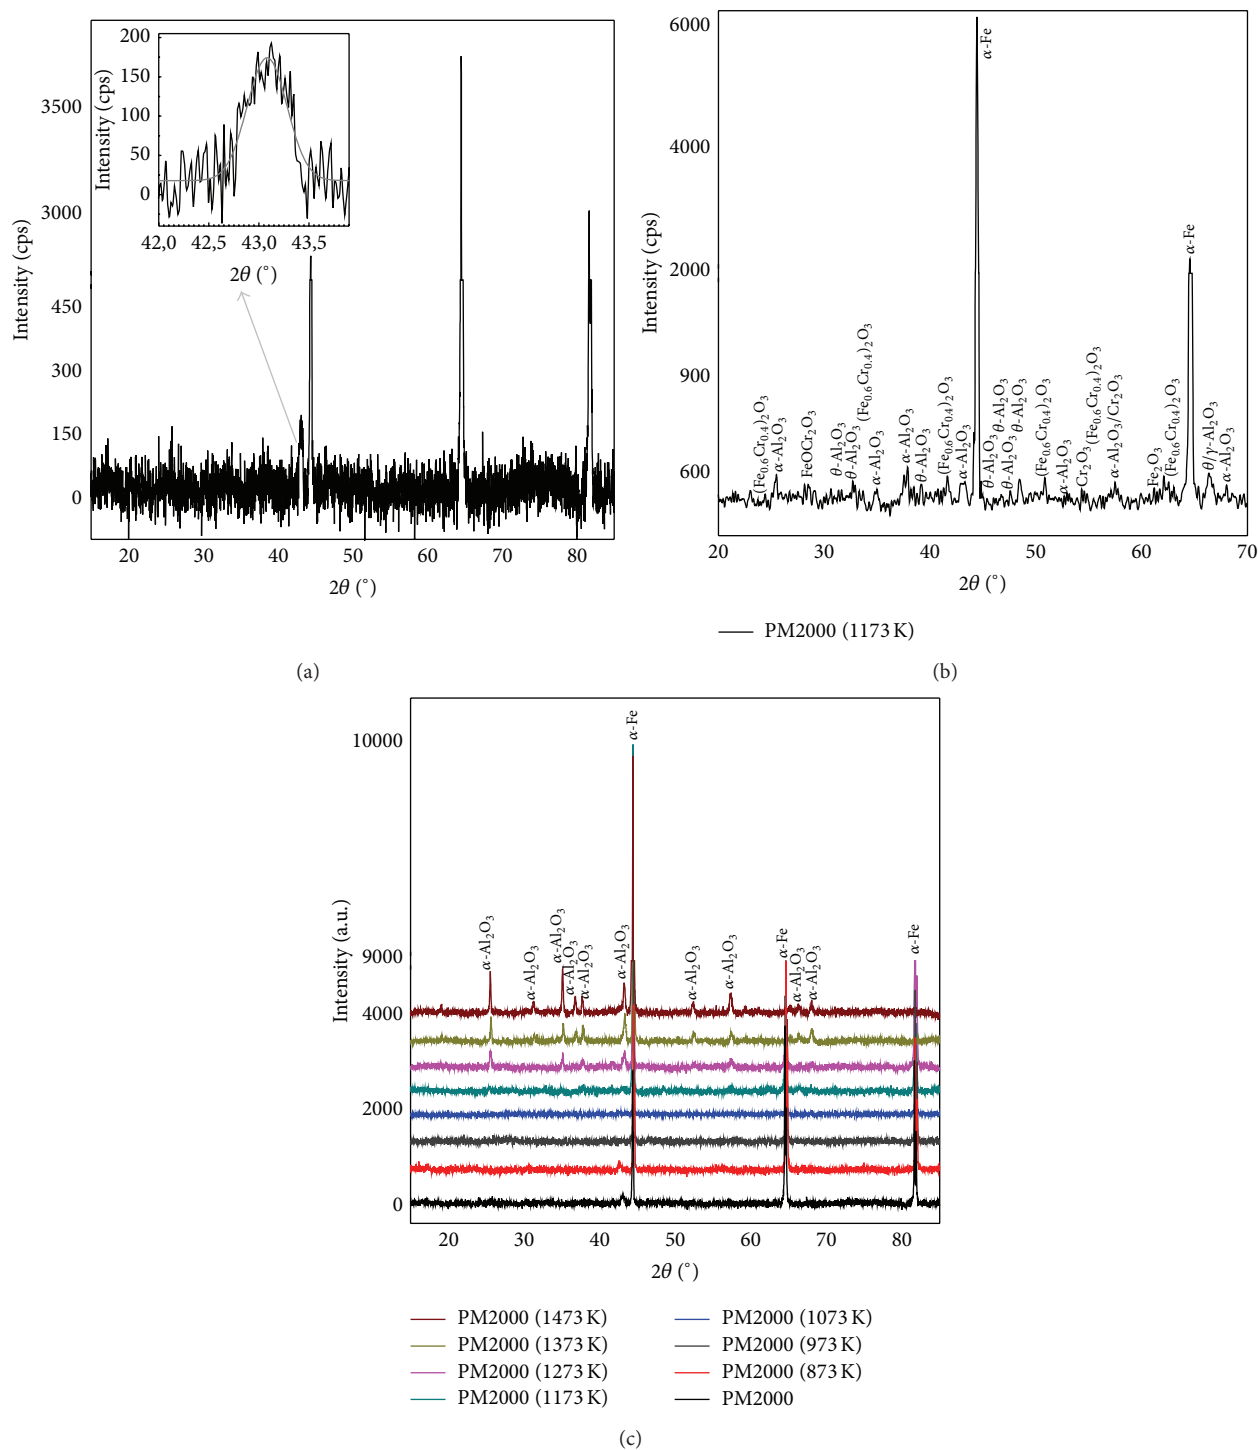 200
150
100
50
0
Intensity (cps)
42,0 42,5 43,0 43,5
2θ (°)
3500
3000
450
300
150
0
Intensity (cps)
20 30 40 50 60 70 80
2θ (°)
(a)
6000
4000
2000
900
600
Intensity (cps)
(Fe0.6Cr0.4)2O3
α-Al2O3
FeOCr2O3
θ-Al2O3
θ-Al2O3
(Fe0.6Cr0.4)2O3
α-Al2O3
α-Al2O3
θ-Al2O3
(Fe0.6Cr0.4)2O3
α-Al2O3
α-Fe
θ-Al2O3
θ-Al2O3
θ-Al2O3
θ-Al2O3
(Fe0.6Cr0.4)2O3
α-Al2O3
Cr2O3
(Fe0.6Cr0.4)2O3
α-Al2O3/Cr2O3
Fe2O3
(Fe0.6Cr0.4)2O3
α-Fe
θ/γ-Al2O3
α-Al2O3
20 30 40 50 60 70
2θ (°)
PM2000 (1173 K)
(b)
10000
9000
4000
2000
0
Intensity (a.u.)
α-Al2O3
α-Al2O3
α-Al2O3
α-Al2O3
α-Al2O3
α-Al2O3
α-Fe
α-Al2O3
α-Al2O3
α-Fe
α-Al2O3
α-Al2O3
α-Fe
20 30 40 50 60 70 80
2θ (°)
PM2000 (1473 K)
PM2000 (1373 K)
PM2000 (1273 K)
PM2000 (1173 K)
PM2000 (1073 K)
PM2000 (973 K)
PM2000 (873 K)
PM2000
(c)